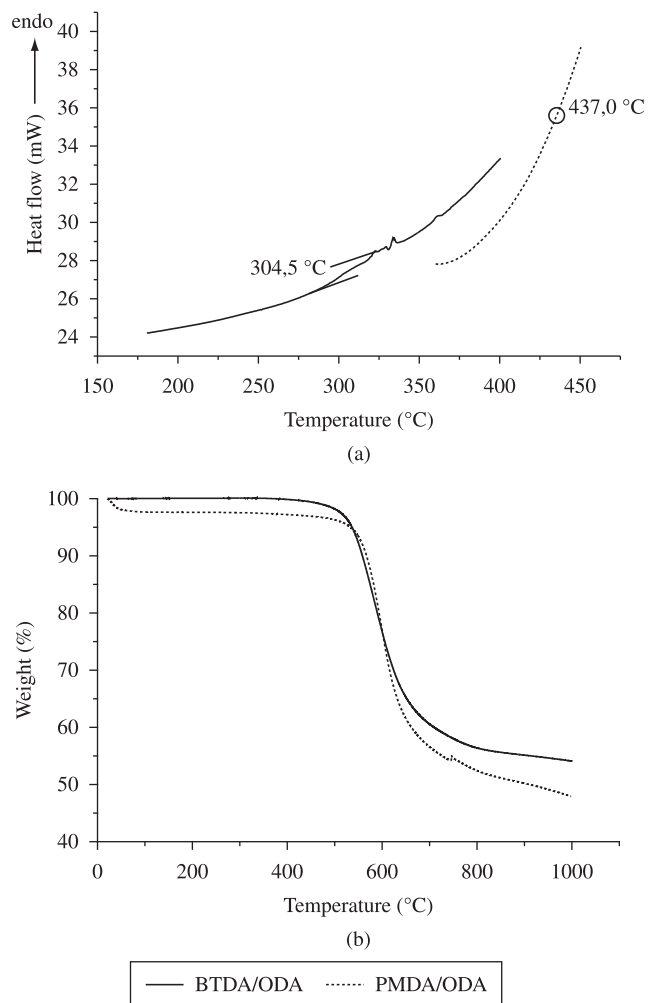 endo
Heat flow (mW)
40
38
36
34
32
30
28
26
24
437,0 °C
304,5 °C
150 200 250 300 350 400 450
Temperature (°C)
(a)
Weight (%)
100
90
80
70
60
50
40
0 200 400 600 800 1000
Temperature (°C)
(b)
BTDA/ODA PMDA/ODA